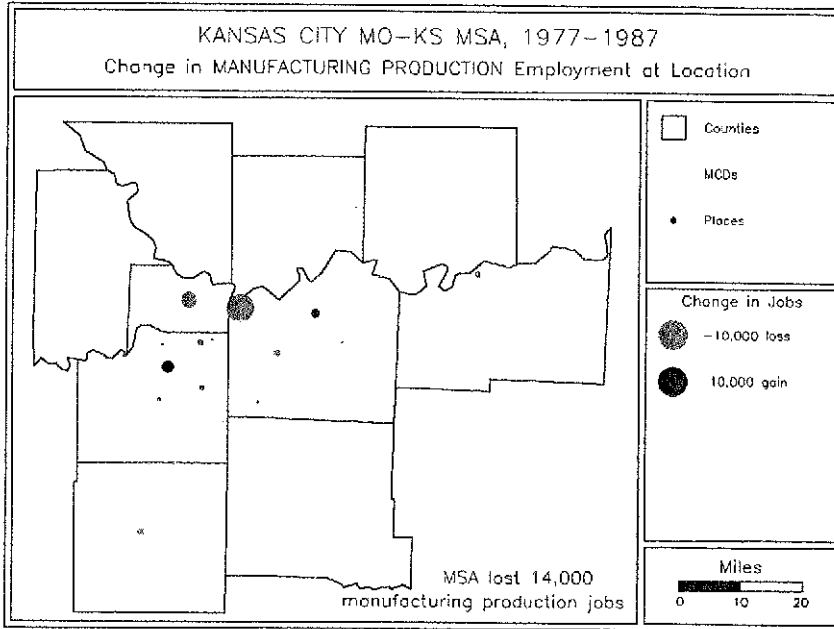 KANSAS CITY MO-KS MSA, 1977-1987
Change in MANUFACTURING PRODUCTION Employment at Location
Counties
MCDs
Places
Change in Jobs
-10,000 loss
10,000 gain
MSA lost 14,000
manufacturing production jobs
Miles
0 10 20